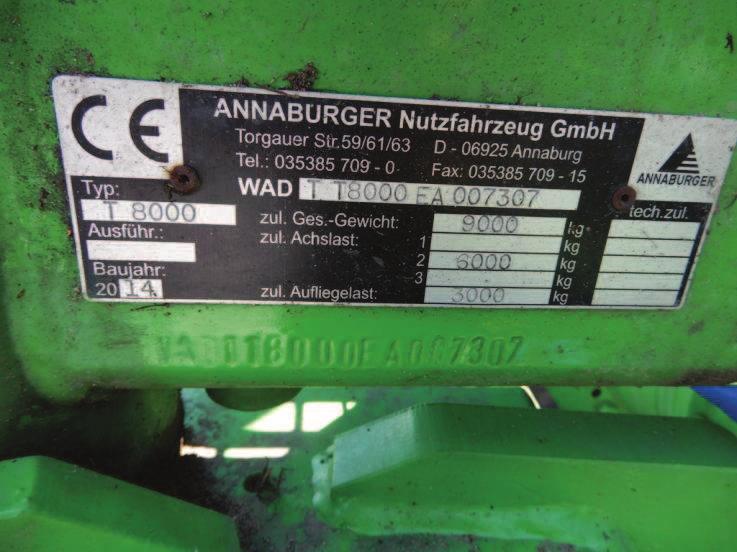 CE
ANNABURGER Nutzfahrzeug GmbH
Torgauer Str.59/61/63 D - 06925 Annaburg
Tel.: 035385 709 - 0 Fax: 035385 709 - 15
ANNABURGER
WAD T T8000 EA 007307
Typ:
T 8000
Ausführ.:
Baujahr:
20 14
tech.zul.
zul. Ges.-Gewicht: 9000 kg
zul. Achslast: 1 kg
2 6000 kg
3 kg
zul. Aufliegelast: 3000 kg